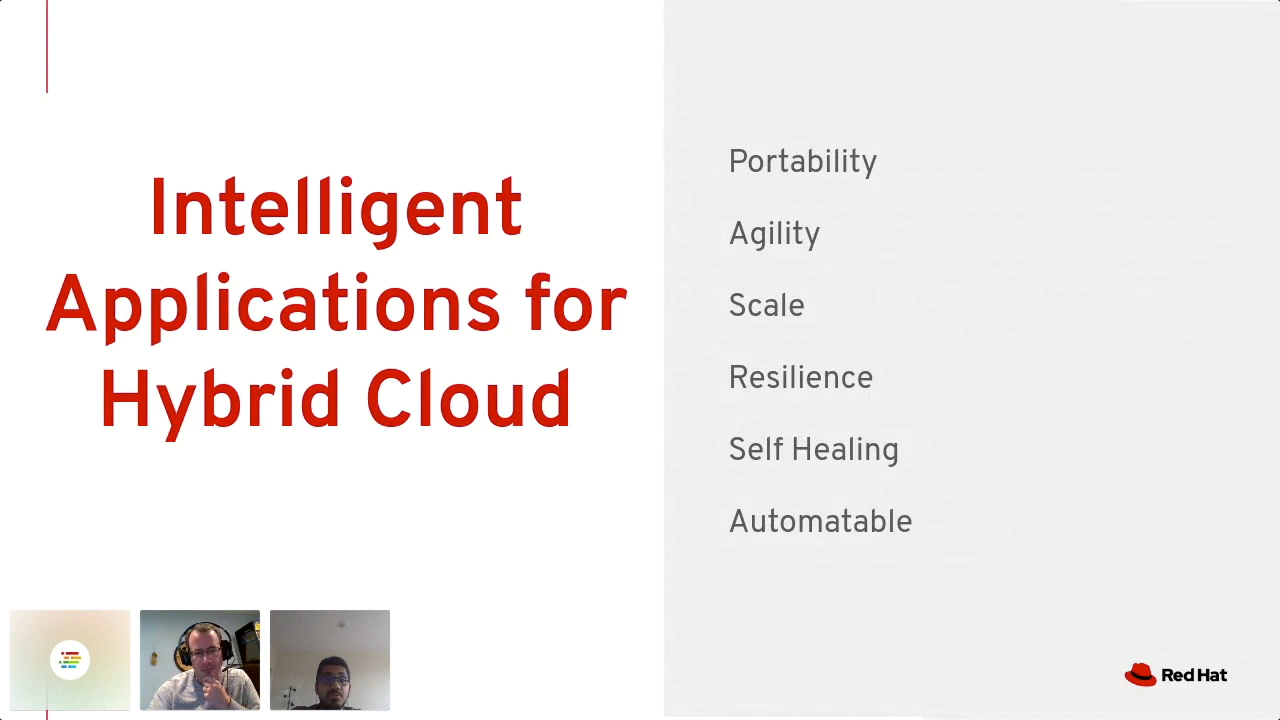 Intelligent
Applications for
Hybrid Cloud
Portability
Agility
Scale
Resilience
Self Healing
Automatable
Red Hat